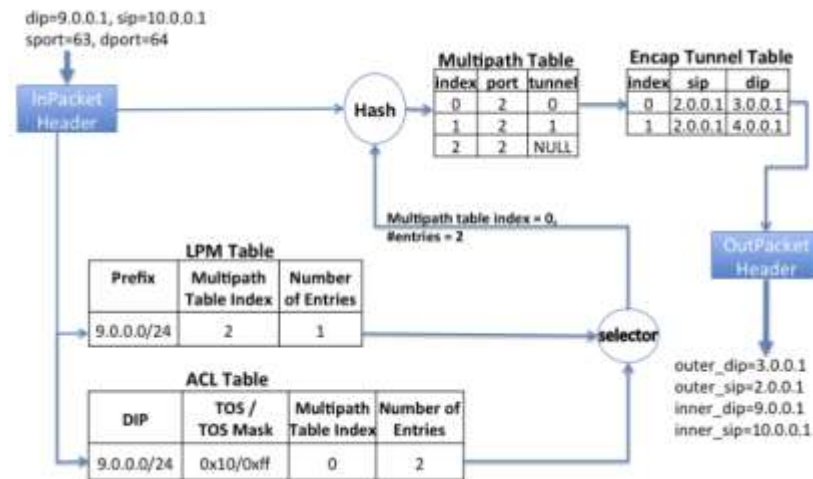 dip=9.0.0.1, sip=10.0.0.1
sport=63, dport=64
InPacket
Header
Hash
Multipath Table
index port tunnel
0 2 0
1 2 1
2 2 NULL
Encap Tunnel Table
index sip dip
0 2.0.0.1 3.0.0.1
1 2.0.0.1 4.0.0.1
Multipath table index = 0,
#entries = 2
OutPacket
Header
LPM Table
Prefix Multipath Number
Table Index of Entries
9.0.0.0/24 2 1
selector
outer_dip=3.0.0.1
outer_sip=2.0.0.1
inner_dip=9.0.0.1
inner_sip=10.0.0.1
ACL Table
DIP TOS / Multipath Number of
TOS Mask Table Index Entries
9.0.0.0/24 0x10/0xff 0 2